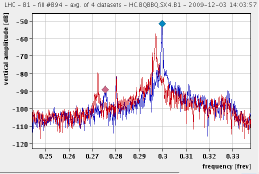 LHC - B1 - fill #894 - avg. of 4 datasets - HC.BQBBQ.SX4.B1 - 2009-12-03 14:03:57
vertical amplitude [dB]
-50
-60
-70
-80
-90
-100
-110
-120
0.25 0.26 0.27 0.28 0.29 0.3 0.31 0.32 0.33
frequency [frev]